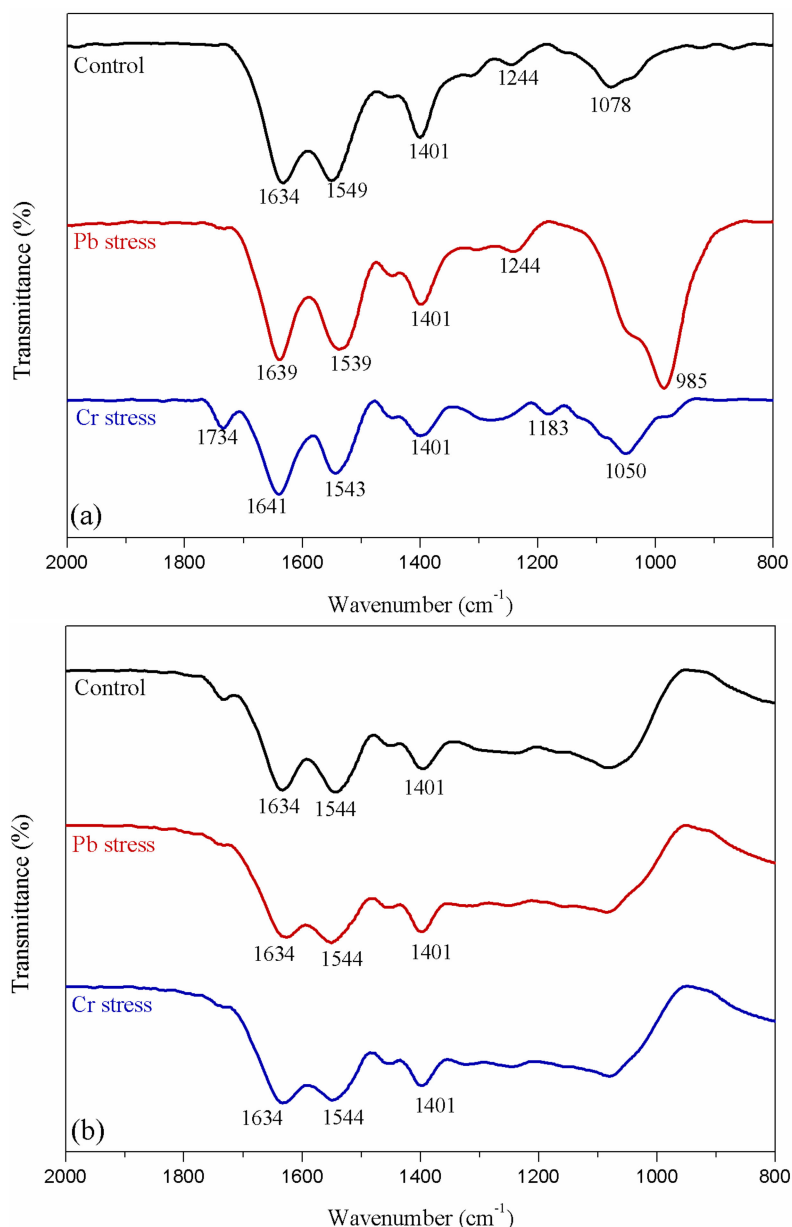 Control
1634
1549
1401
1244
1078
Pb stress
1639
1539
1401
1244
985
Cr stress
1734
1641
1543
1401
1183
1050
(a)
Transmittance (%)
2000 1800 1600 1400 1200 1000 800
Wavenumber (cm⁻¹)
Control
1634 1544 1401
Pb stress
1634 1544 1401
Cr stress
1634 1544 1401
(b)
Transmittance (%)
2000 1800 1600 1400 1200 1000 800
Wavenumber (cm⁻¹)